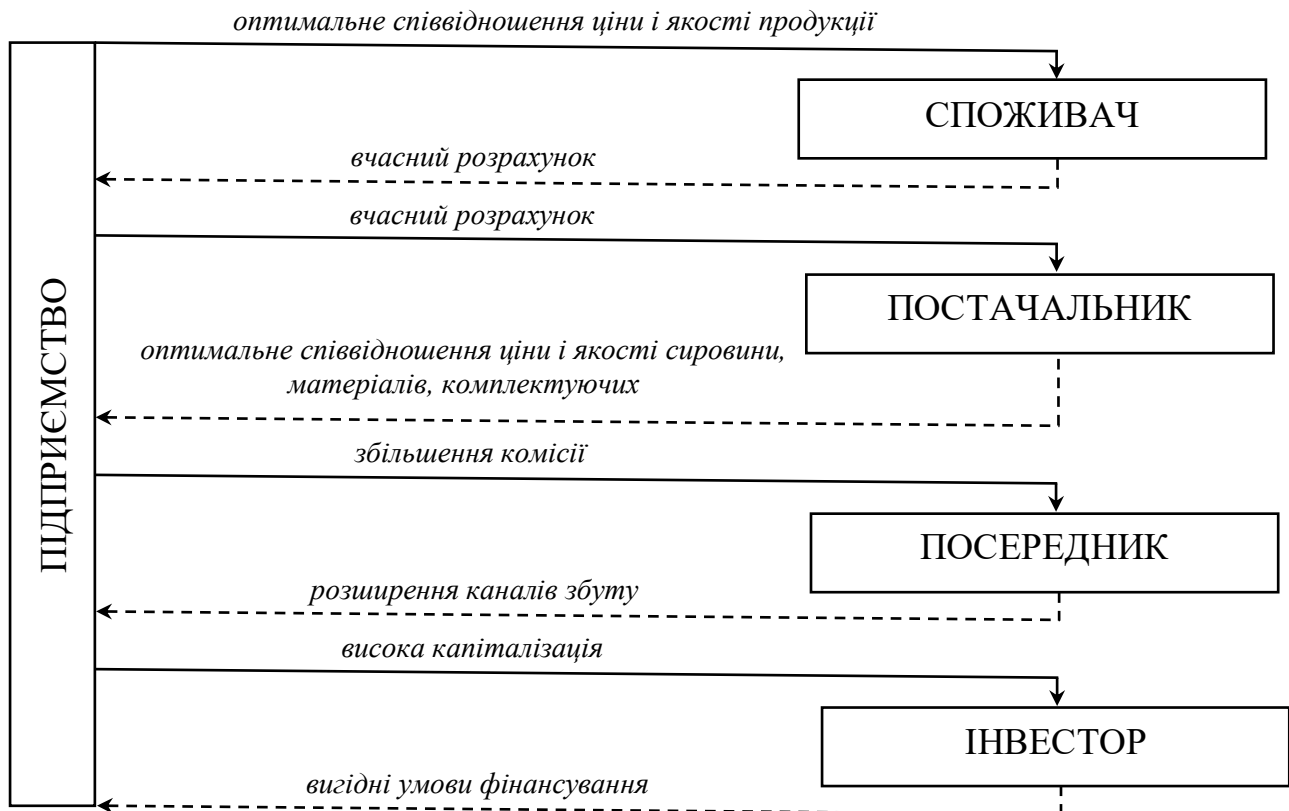 оптимальне співвідношення ціни і якості продукції
СПОЖИВАЧ
вчасний розрахунок
вчасний розрахунок
ПОСТАЧАЛЬНИК
ПІДПРИЄМСТВО
оптимальне співвідношення ціни і якості сировини,
матеріалів, комплектуючих
збільшення комісії
ПОСЕРЕДНИК
розширення каналів збуту
висока капіталізація
ІНВЕСТОР
вигідні умови фінансування